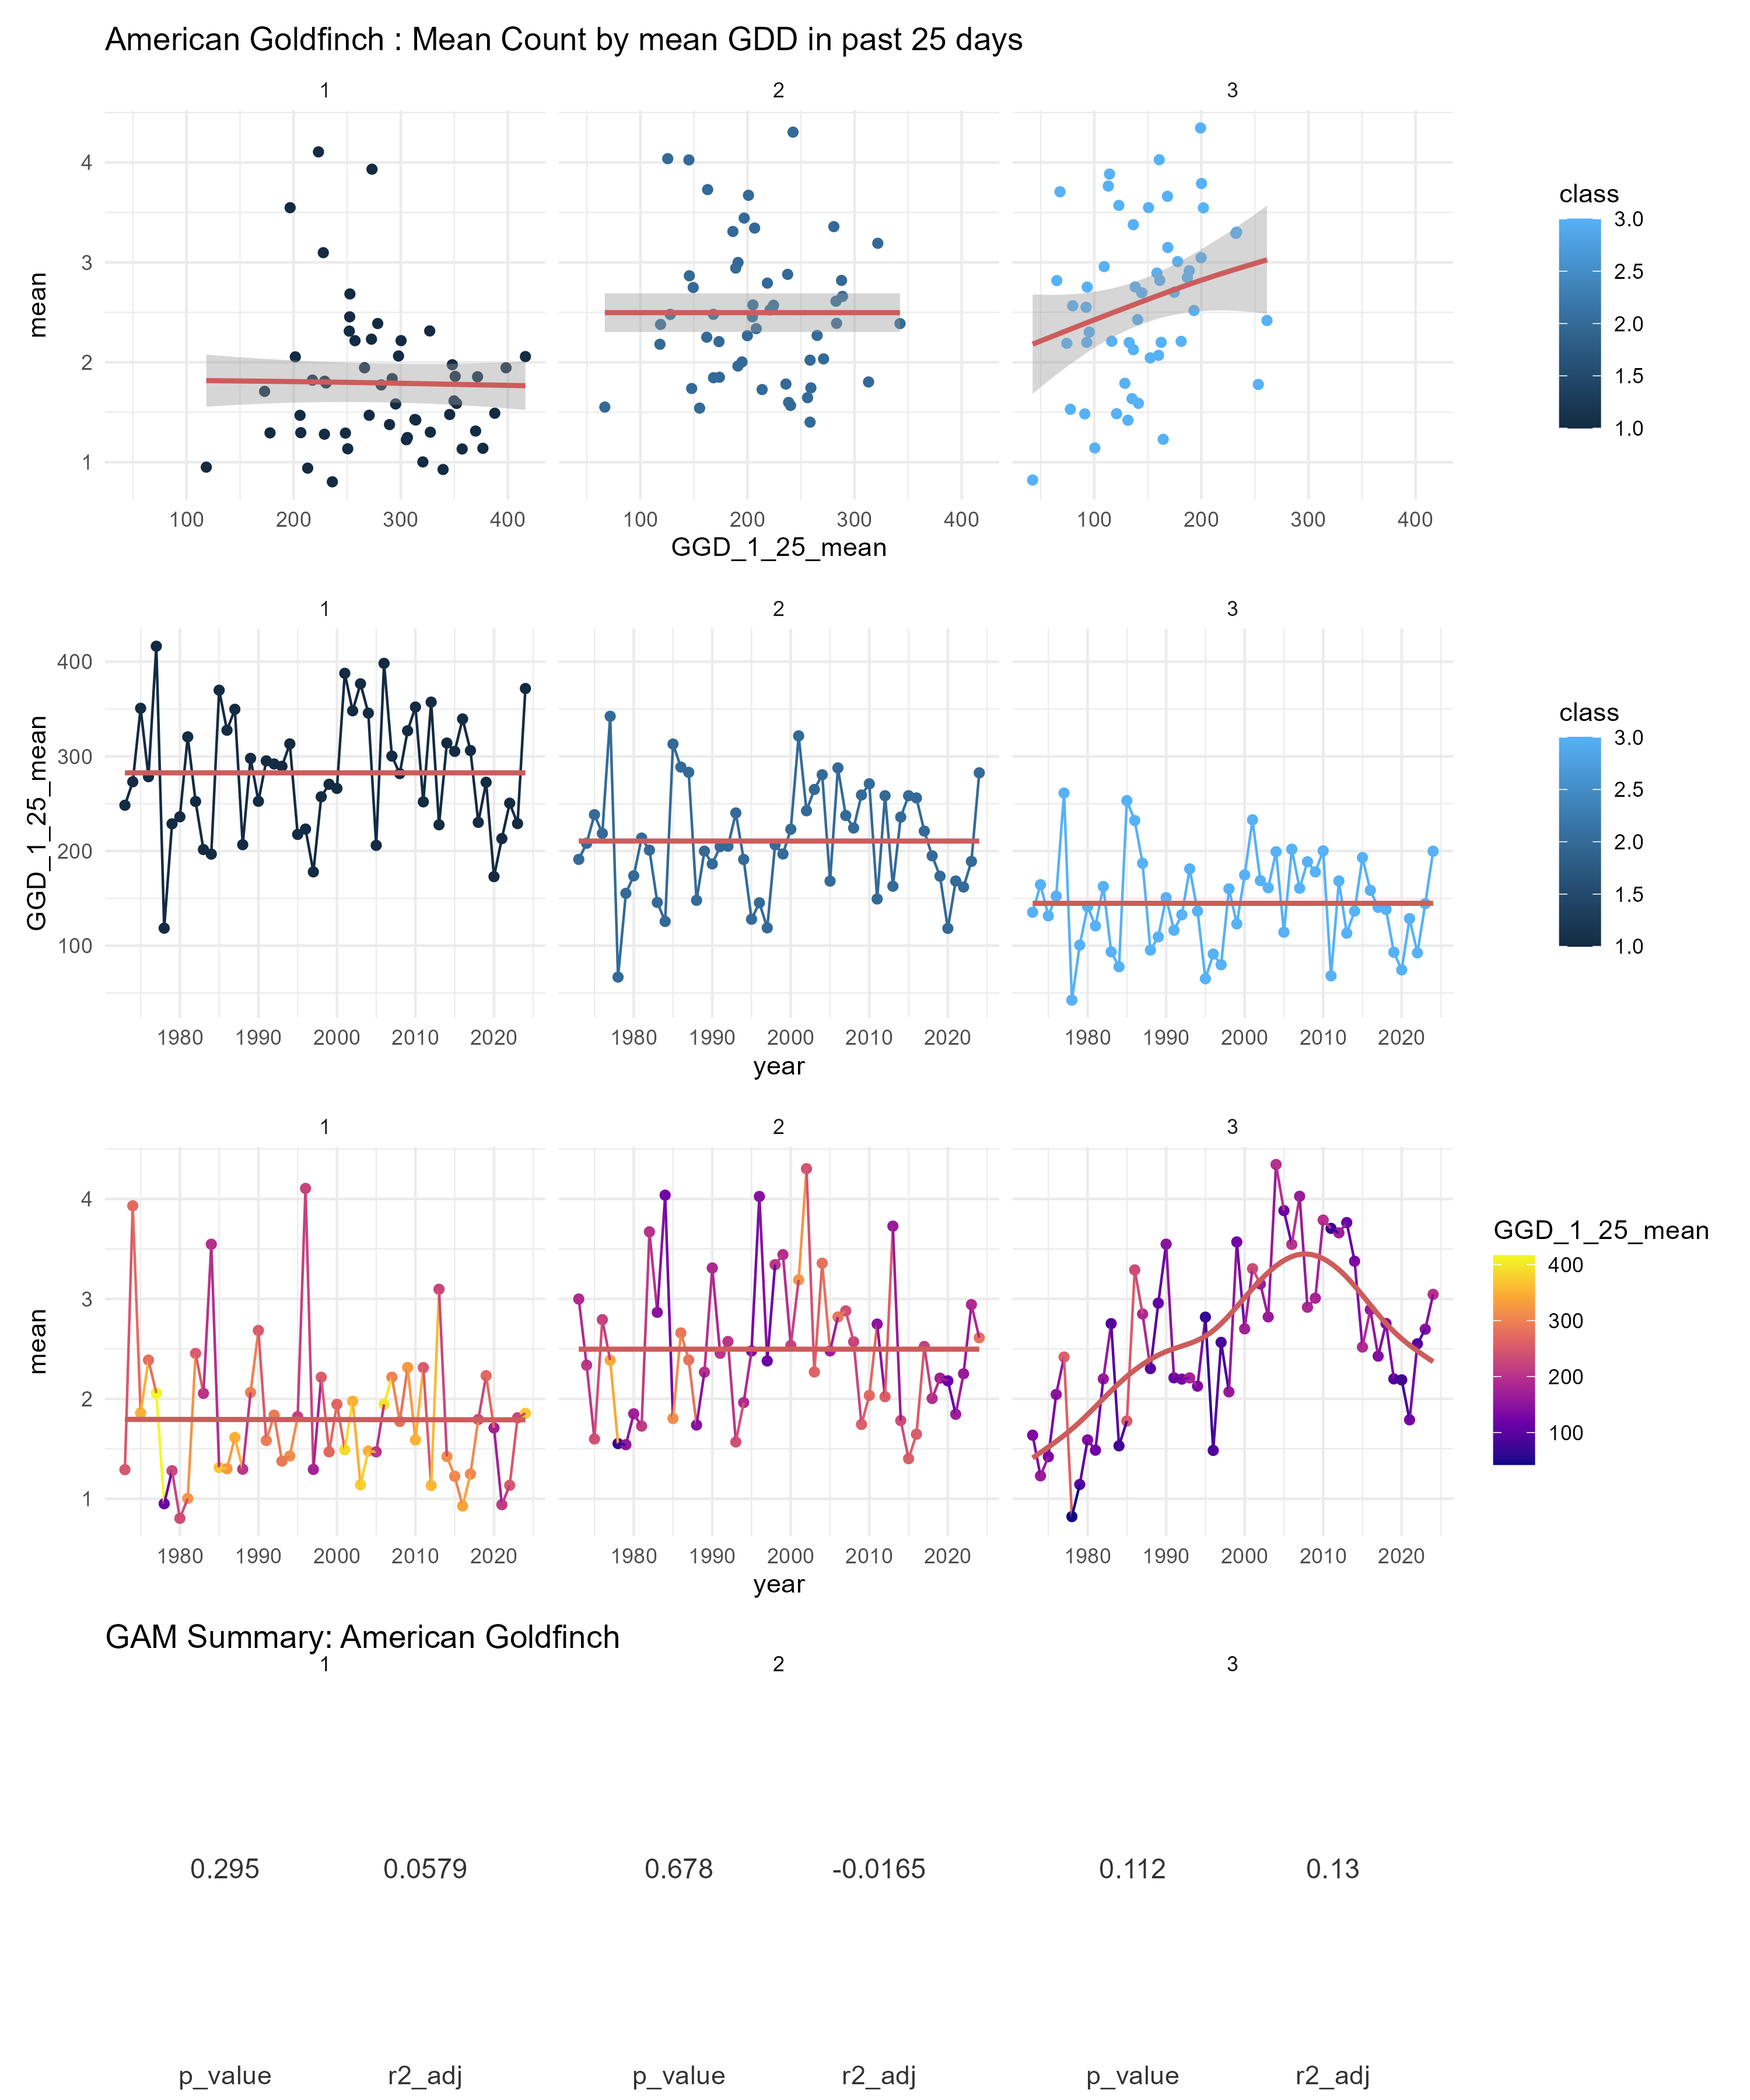 American Goldfinch : Mean Count by mean GDD in past 25 days
1 2 3
4
3
2
1
mean
100 200 300 400 100 200 300 400 100 200 300 400
GGD_1_25_mean
class
3.0
2.5
2.0
1.5
1.0
1 2 3
400
300
200
100
GGD_1_25_mean
1980 1990 2000 2010 2020 1980 1990 2000 2010 2020 1980 1990 2000 2010 2020
year
class
3.0
2.5
2.0
1.5
1.0
1 2 3
4
3
2
1
mean
1980 1990 2000 2010 2020 1980 1990 2000 2010 2020 1980 1990 2000 2010 2020
year
GGD_1_25_mean
400
300
200
100
GAM Summary: American Goldfinch
1 2 3
0.295 0.0579 0.678 -0.0165 0.112 0.13
p_value r2_adj p_value r2_adj p_value r2_adj